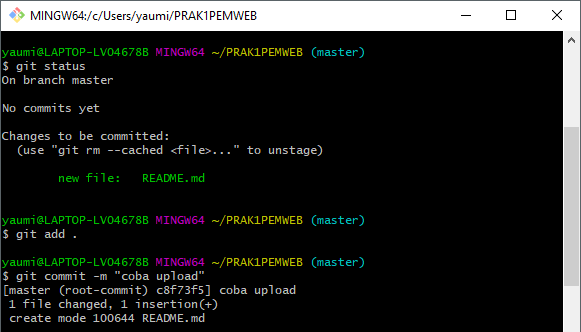 MINGW64:/c/Users/yaumi/PRAK1PEMWEB
yaumi@LAPTOP-LVO4678B MINGW64 ~/PRAK1PEMWEB (master)
$ git status
On branch master
No commits yet
Changes to be committed:
  (use "git rm --cached <file>..." to unstage)
        new file:   README.md
yaumi@LAPTOP-LVO4678B MINGW64 ~/PRAK1PEMWEB (master)
$ git add .
yaumi@LAPTOP-LVO4678B MINGW64 ~/PRAK1PEMWEB (master)
$ git commit -m "coba upload"
[master (root-commit) c8f73f5] coba upload
 1 file changed, 1 insertion(+)
 create mode 100644 README.md